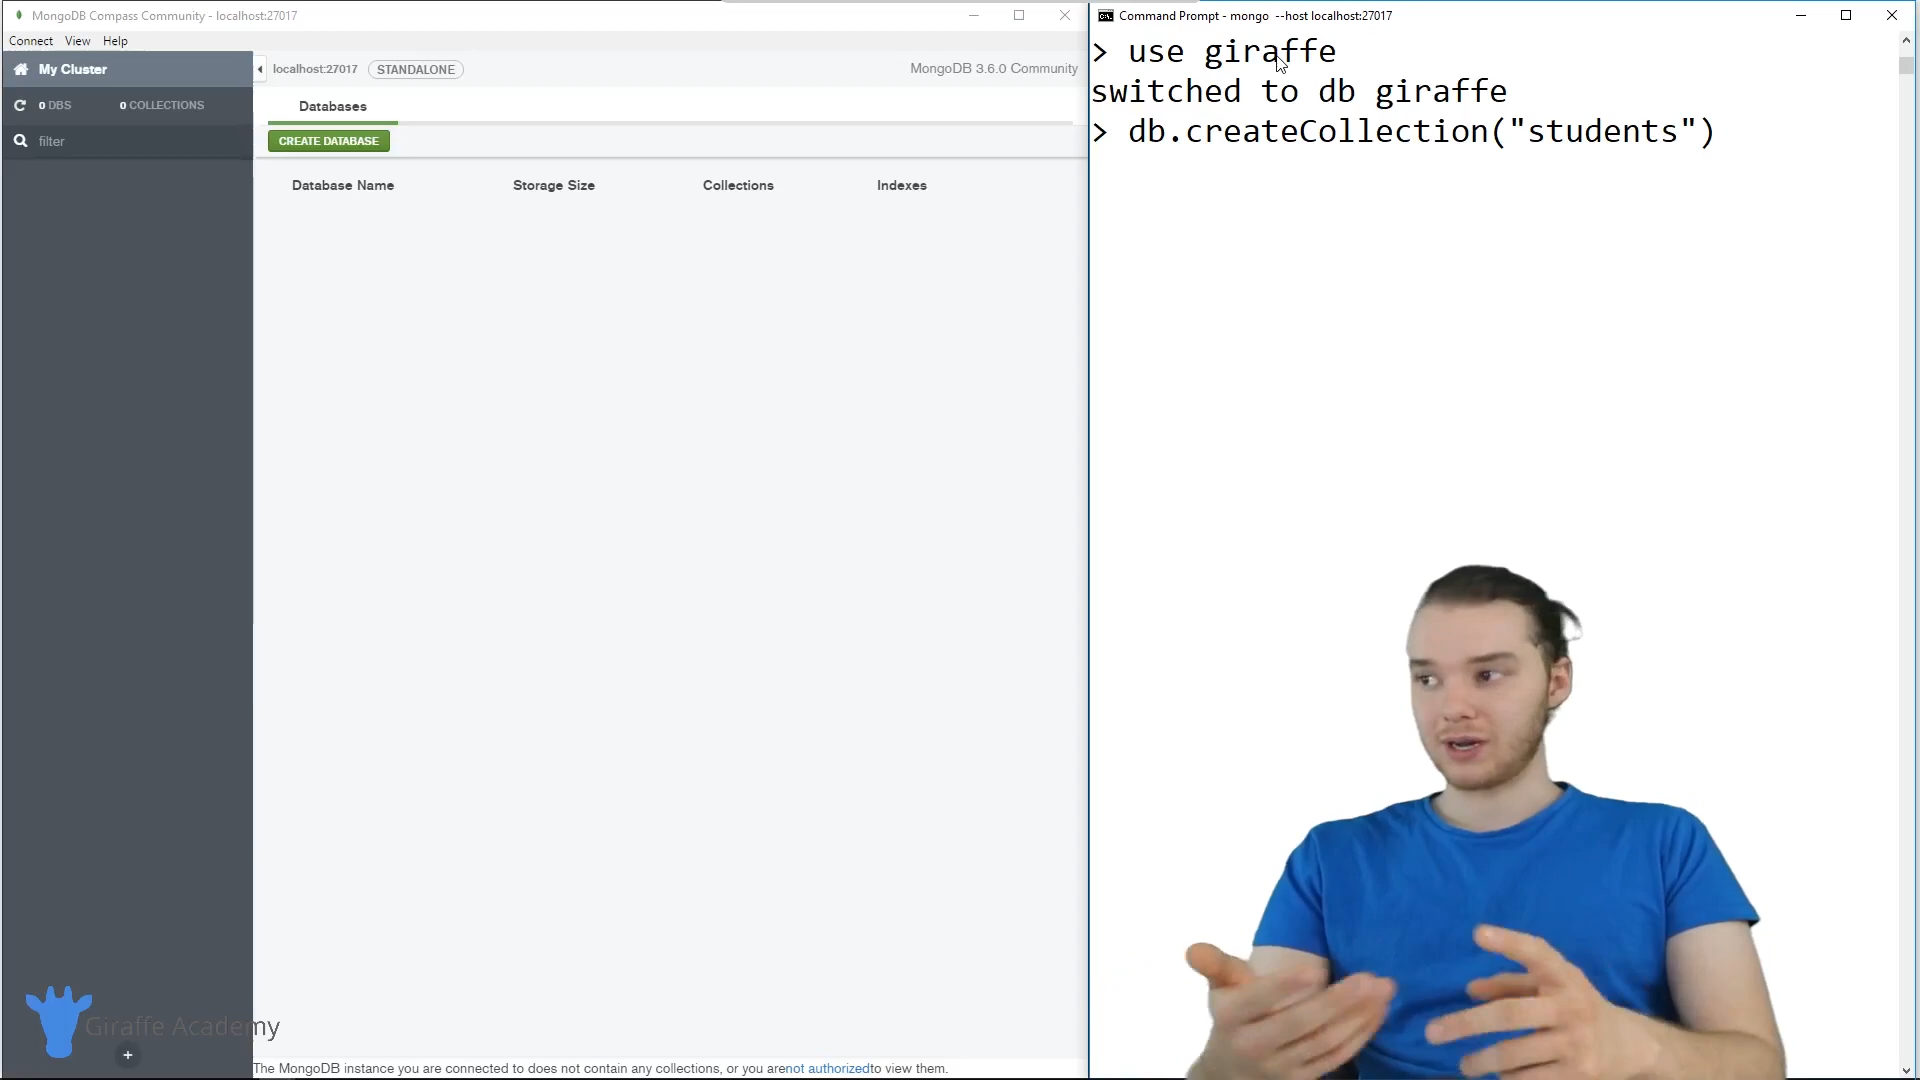 MongoDB Compass Community - localhost:27017
Connect View Help
My Cluster
0 DBS 0 COLLECTIONS
filter
localhost:27017 STANDALONE MongoDB 3.6.0 Community
Databases
CREATE DATABASE
Database Name Storage Size Collections Indexes
Giraffe Academy
The MongoDB instance you are connected to does not contain any collections, or you arenot authorizedto view them.
Command Prompt - mongo --host localhost:27017
> use giraffe
switched to db giraffe
> db.createCollection("students")